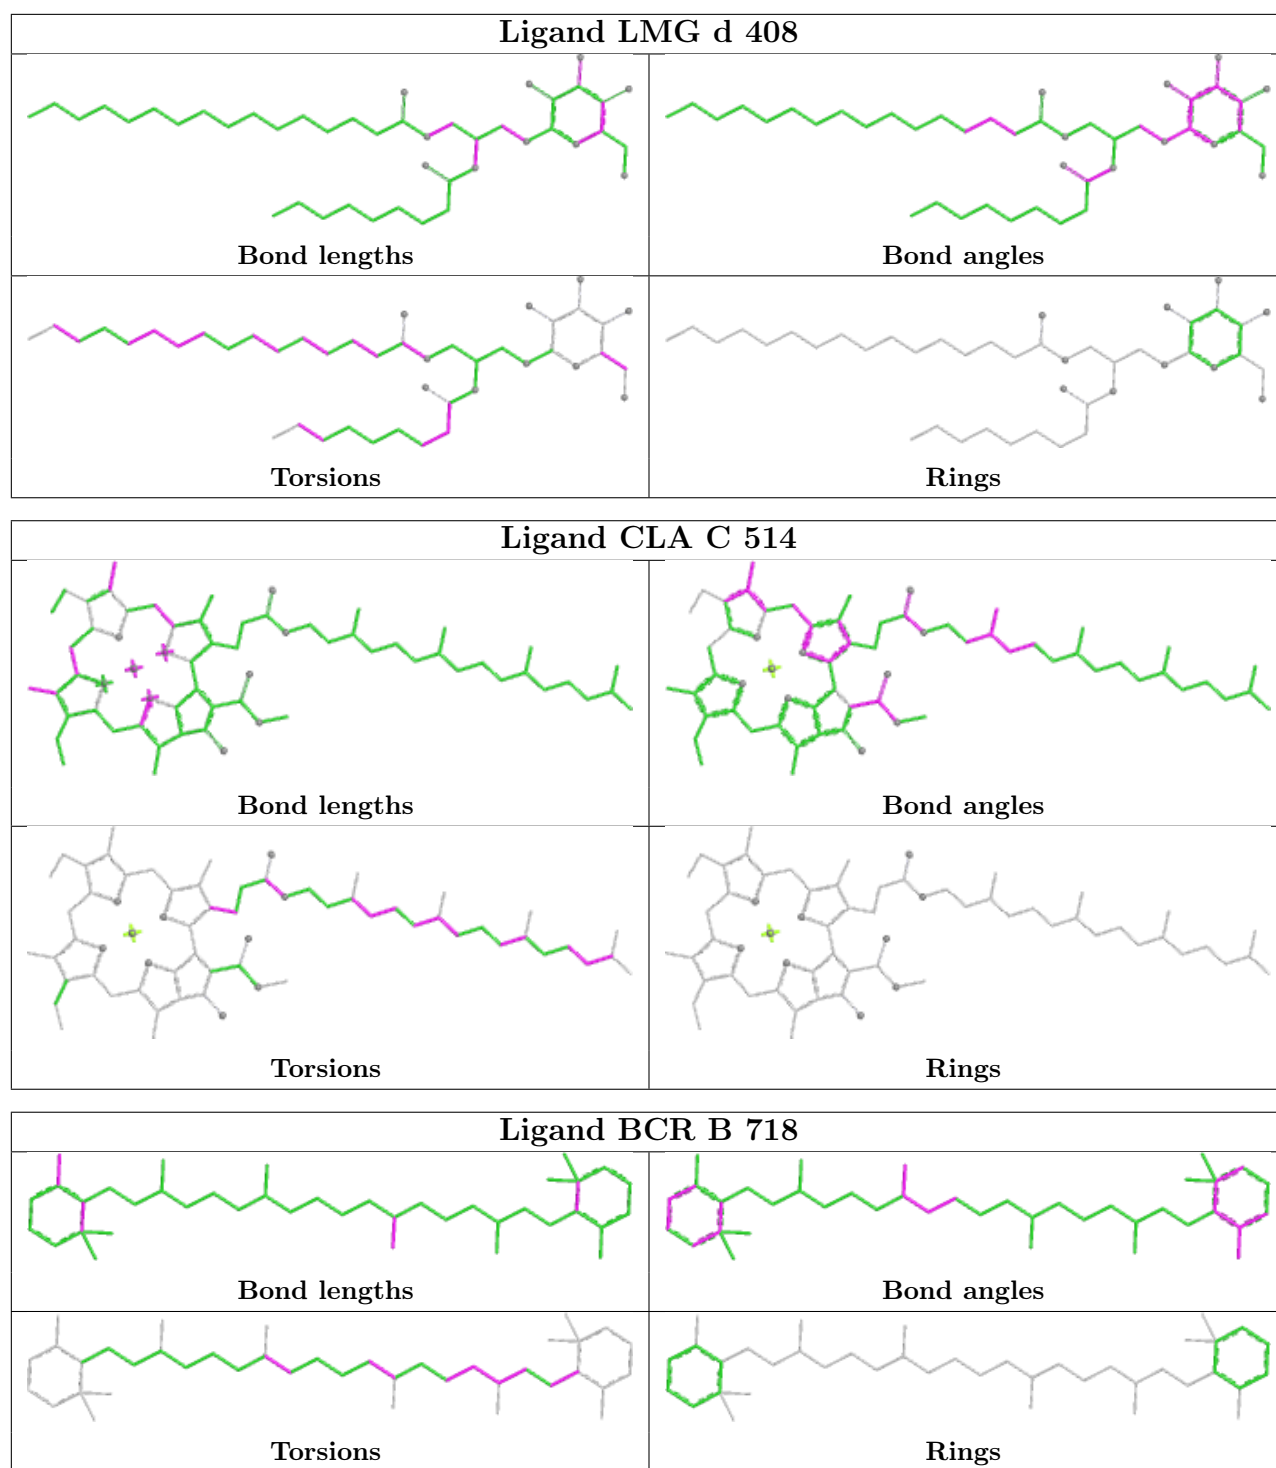 Ligand LMG d 408
Bond lengths
Bond angles
Torsions
Rings
Ligand CLA C 514
Bond lengths
Bond angles
Torsions
Rings
Ligand BCR B 718
Bond lengths
Bond angles
Torsions
Rings